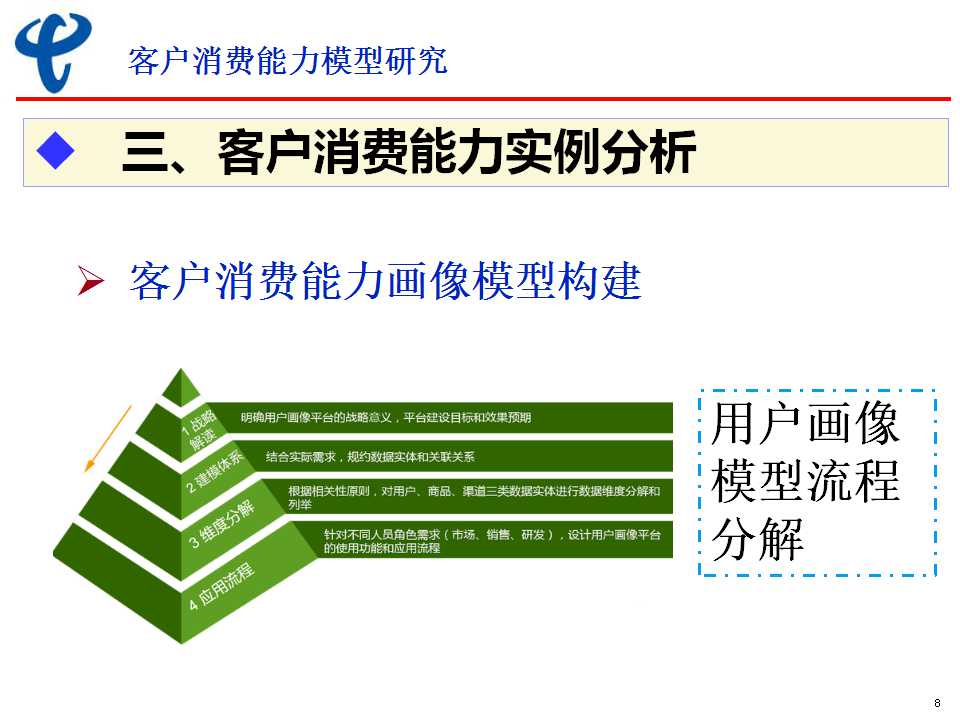 客户消费能力模型研究
三、客户消费能力实例分析
客户消费能力画像模型构建
1 战略
解读
明确用户画像平台的战略意义，平台建设目标和效果预期
2 建模体系
结合实际需求，规约数据实体和关联关系
3 维度分解
根据相关性原则，对用户、商品、渠道三类数据实体进行数据维度分解和
列举
4 应用流程
针对不同人员角色需求（市场、销售、研发），设计用户画像平台
的使用功能和应用流程
用户画像
模型流程
分解
8